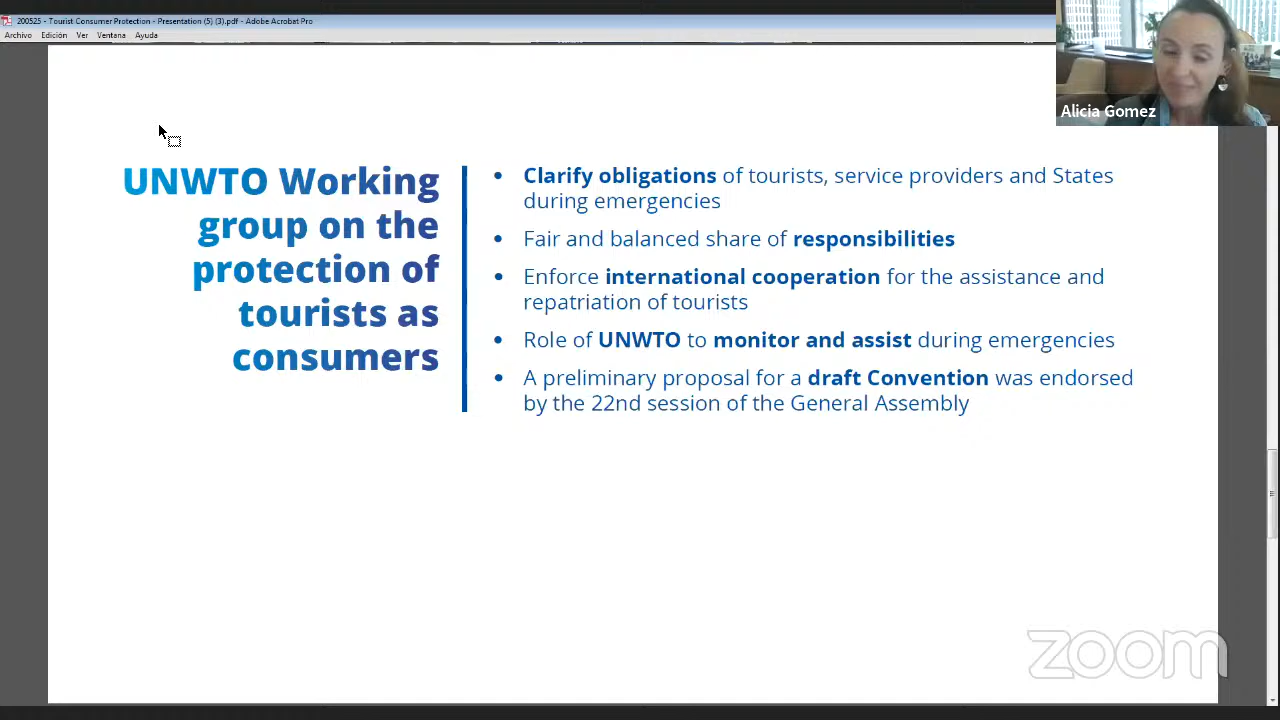 200525 - Tourist Consumer Protection - Presentation (5) (3).pdf - Adobe Acrobat Pro
Archivo Edición Ver Ventana Ayuda
Alicia Gomez
UNWTO Working
group on the
protection of
tourists as
consumers
• Clarify obligations of tourists, service providers and States
during emergencies
• Fair and balanced share of responsibilities
• Enforce international cooperation for the assistance and
repatriation of tourists
• Role of UNWTO to monitor and assist during emergencies
• A preliminary proposal for a draft Convention was endorsed
by the 22nd session of the General Assembly
zoom